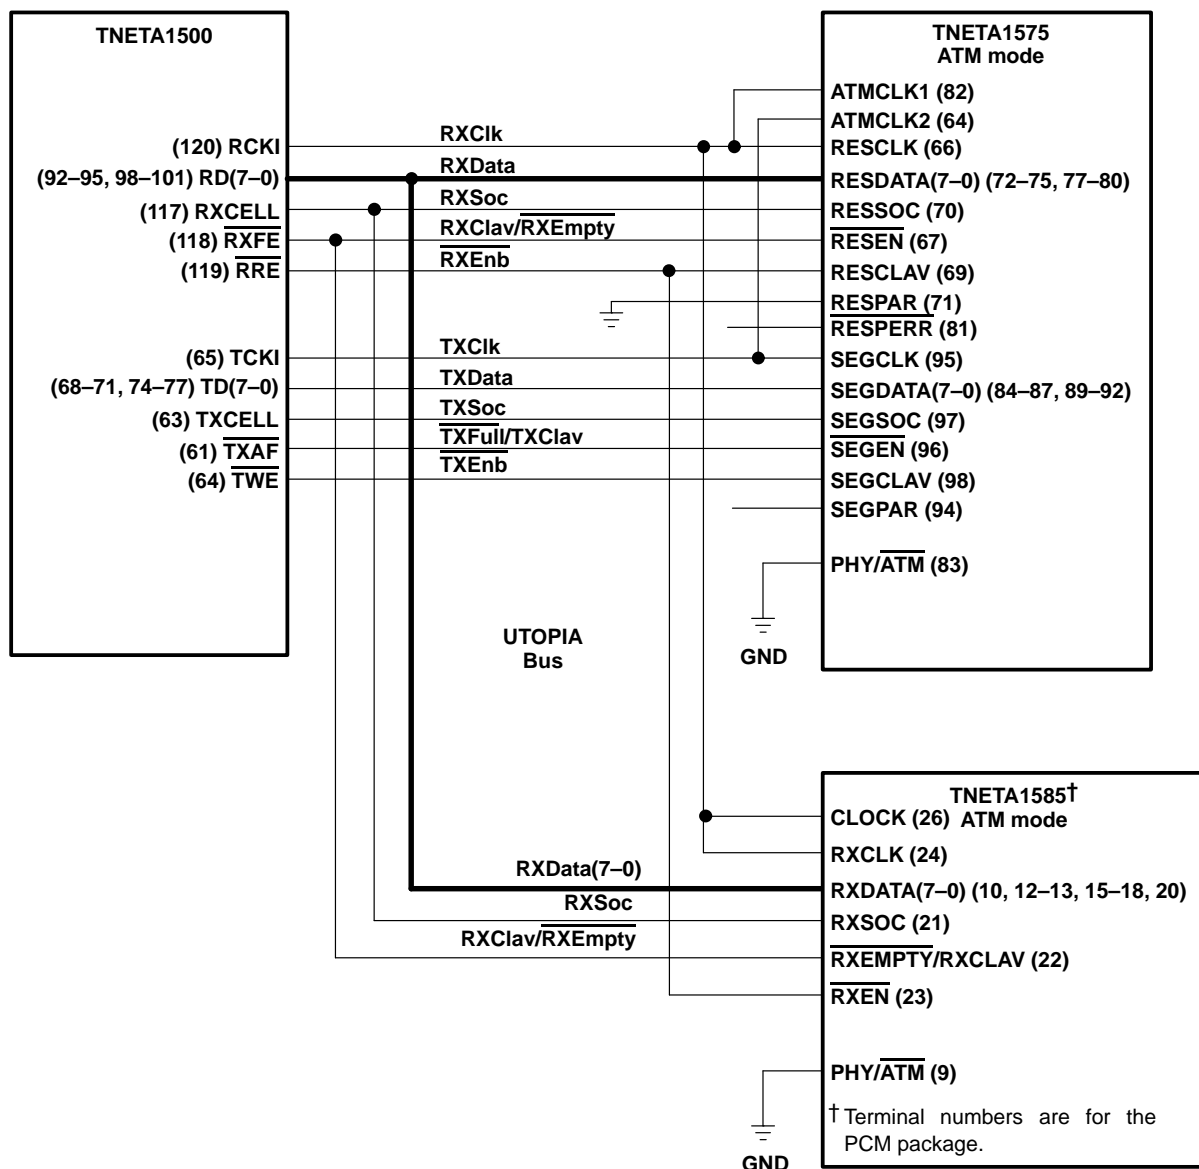 TNETA1500
(120) RCKI
(92–95, 98–101) RD(7–0)
(117) RXCELL
(118) RXFE
(119) RRE
(65) TCKI
(68–71, 74–77) TD(7–0)
(63) TXCELL
(61) TXAF
(64) TWE
RXClk
RXData
RXSoc
RXClav/RXEmpty
RXEnb
TXClk
TXData
TXSoc
TXFull/TXClav
TXEnb
TNETA1575
ATM mode
ATMCLK1 (82)
ATMCLK2 (64)
RESCLK (66)
RESDATA(7–0) (72–75, 77–80)
RESSOC (70)
RESEN (67)
RESCLAV (69)
RESPAR (71)
RESPERR (81)
SEGCLK (95)
SEGDATA(7–0) (84–87, 89–92)
SEGSOC (97)
SEGEN (96)
SEGCLAV (98)
SEGPAR (94)
PHY/ATM (83)
GND
UTOPIA
Bus
TNETA1585†
ATM mode
CLOCK (26)
RXCLK (24)
RXData(7–0)
RXDATA(7–0) (10, 12–13, 15–18, 20)
RXSoc
RXSOC (21)
RXClav/RXEmpty
RXEMPTY/RXCLAV (22)
RXEN (23)
PHY/ATM (9)
GND
† Terminal numbers are for the
PCM package.